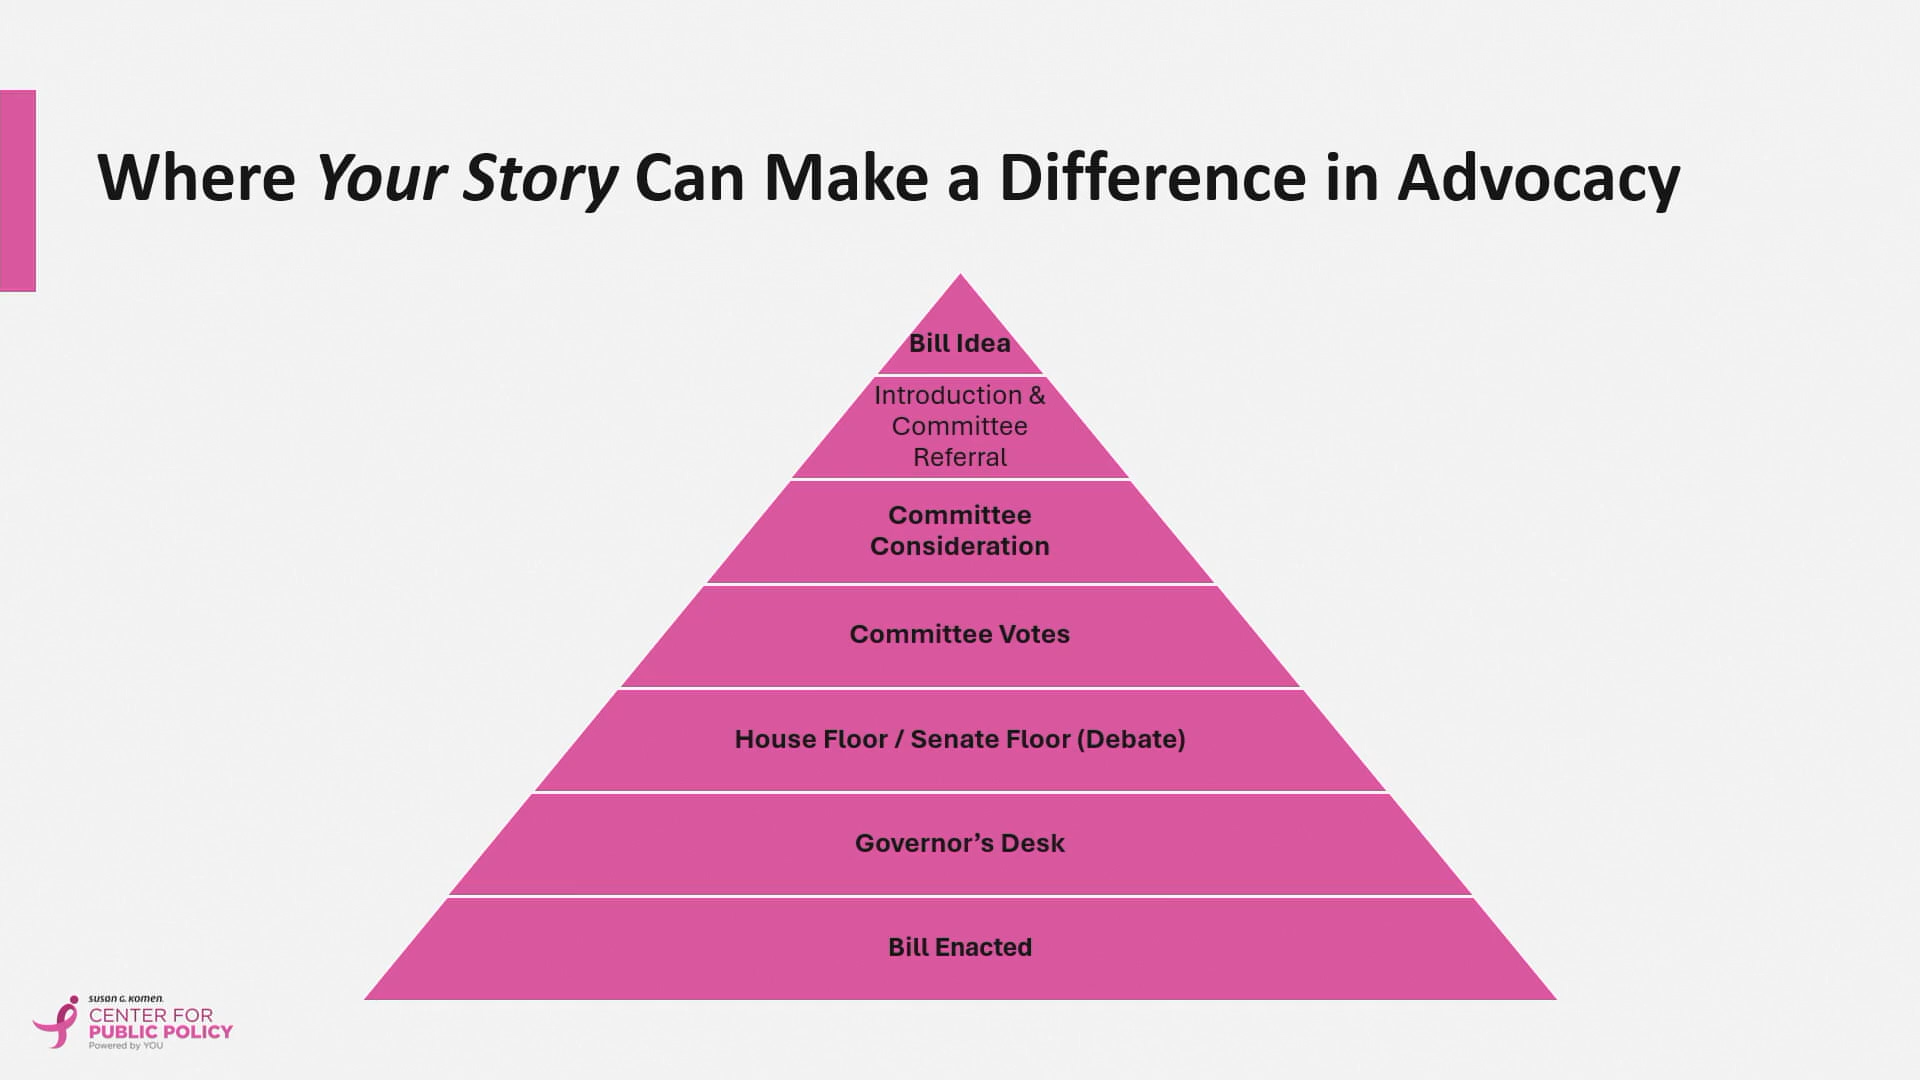 Where Your Story Can Make a Difference in Advocacy
Bill Idea
Introduction &
Committee
Referral
Committee
Consideration
Committee Votes
House Floor / Senate Floor (Debate)
Governor’s Desk
Bill Enacted
susan G. Komen.
CENTER FOR
PUBLIC POLICY
Powered by YOU